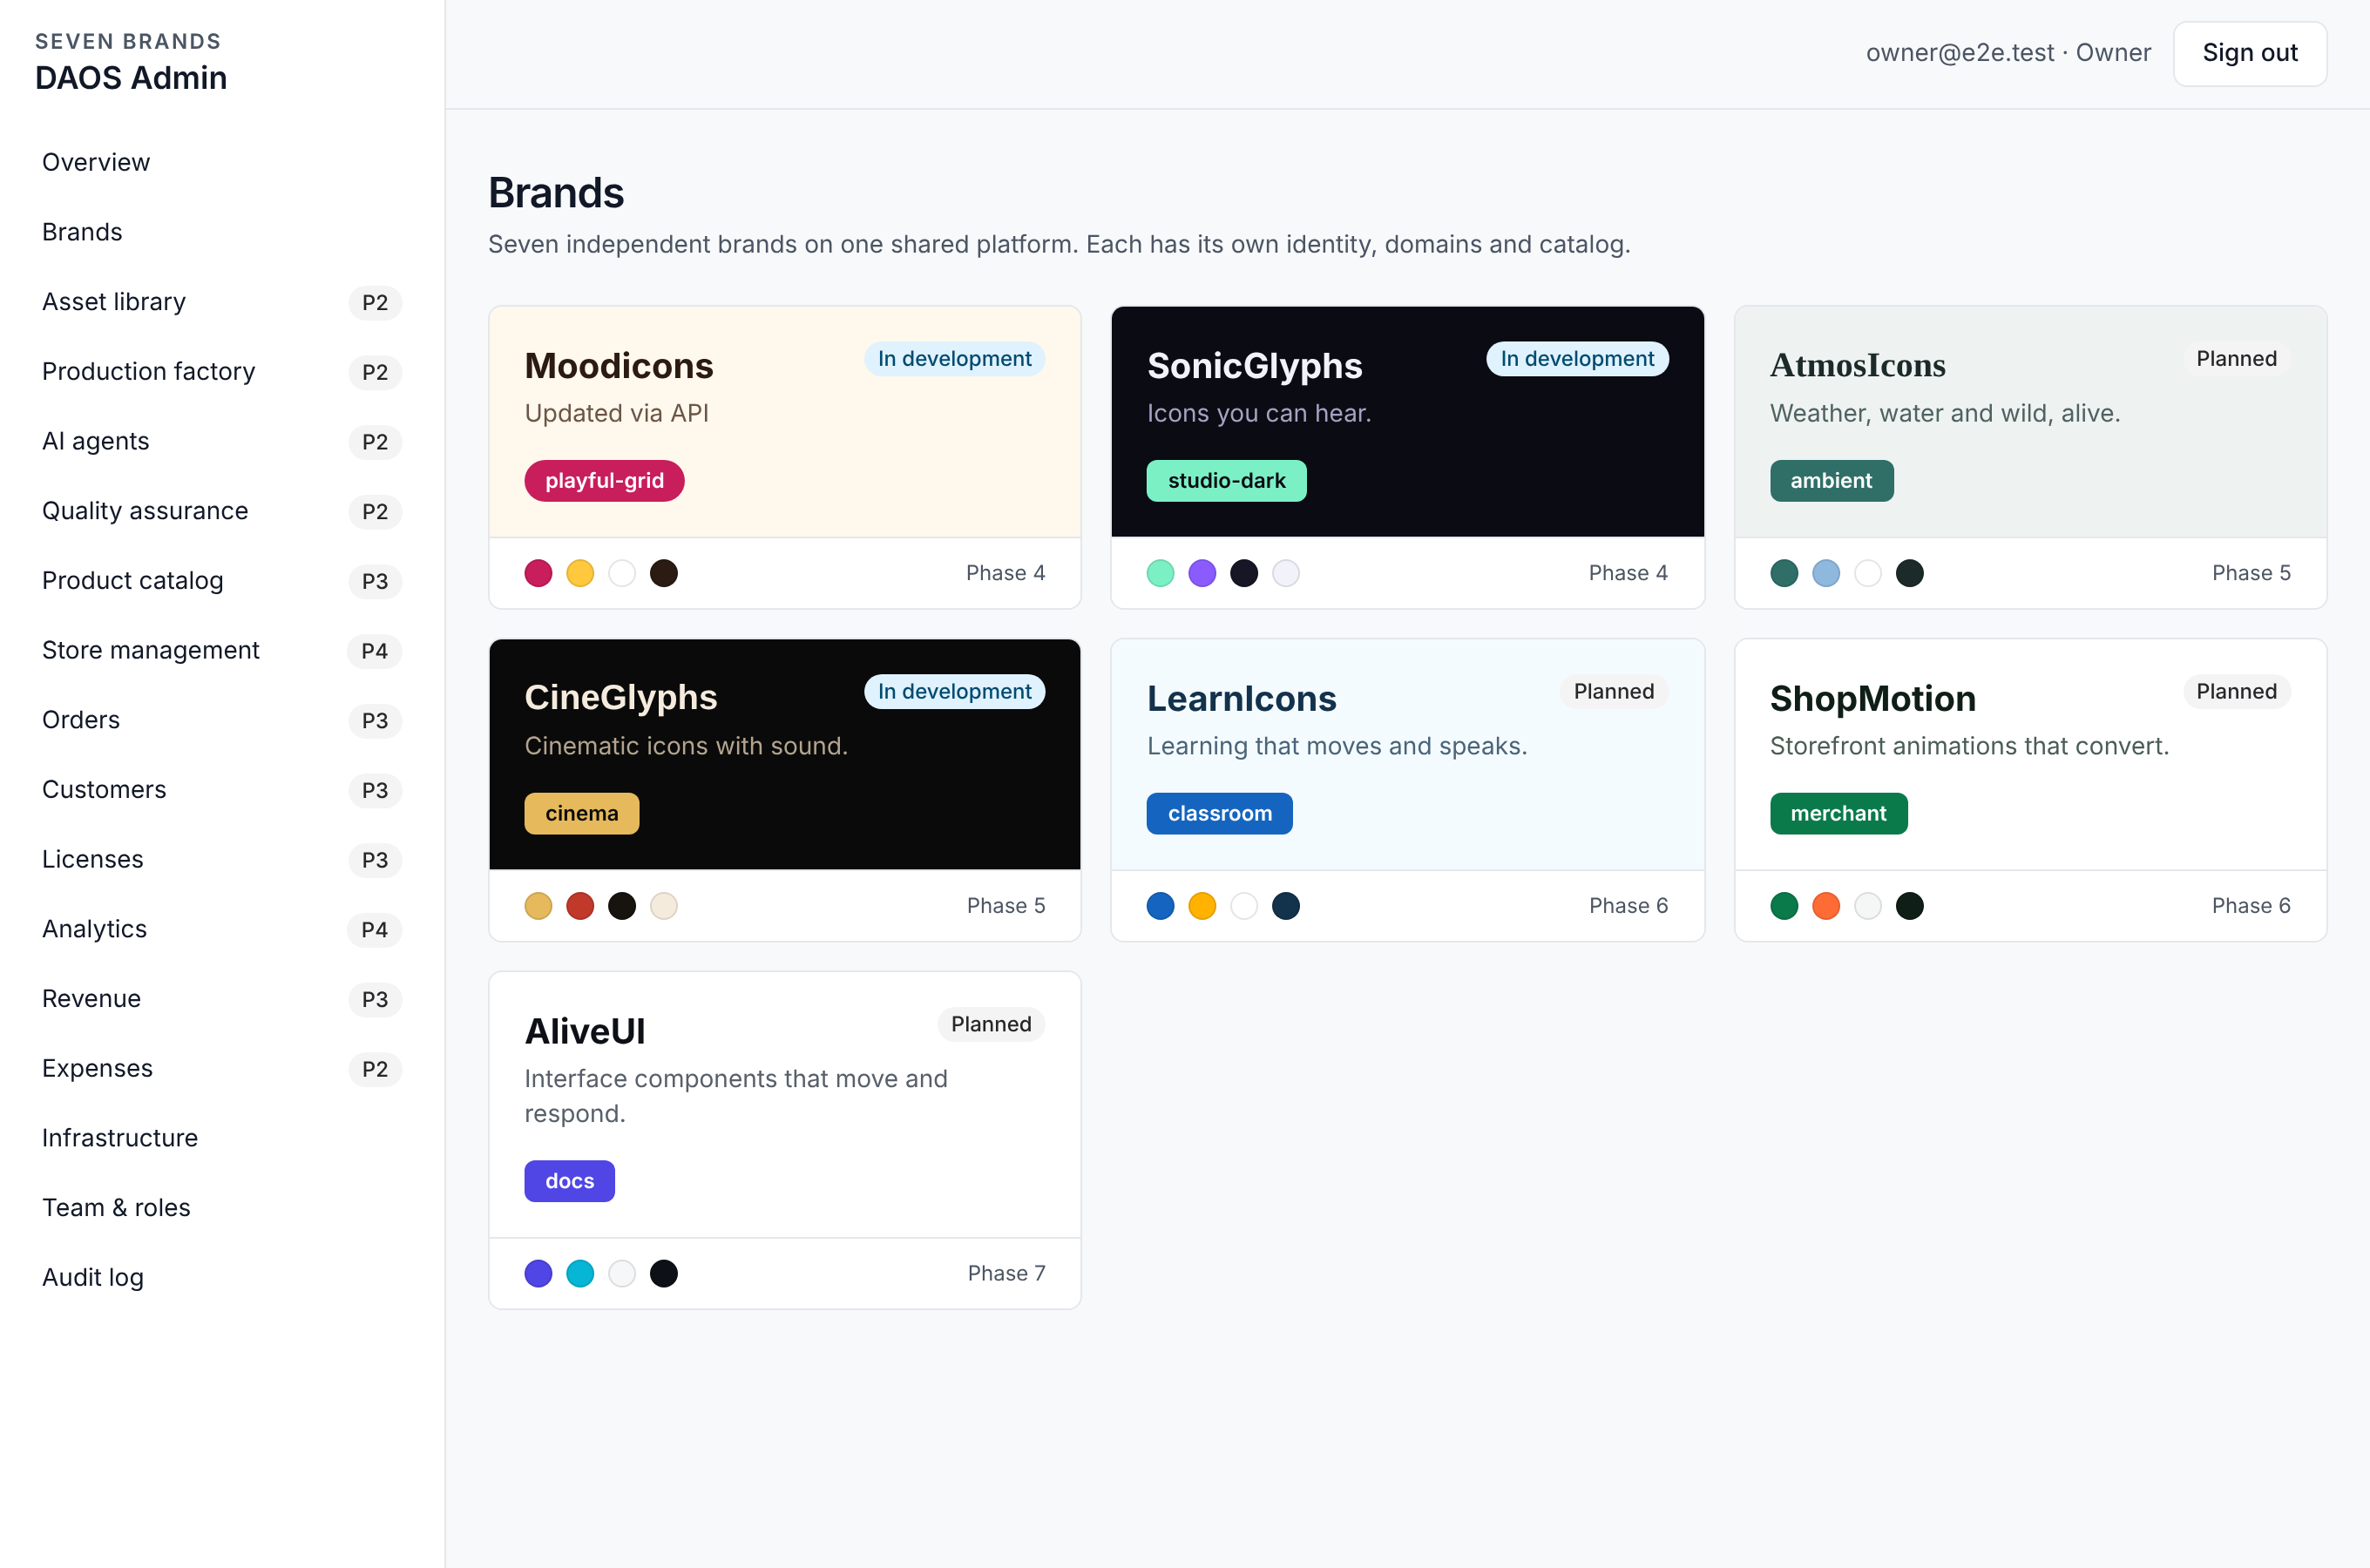 SEVEN BRANDS
DAOS Admin
Overview
Brands
Asset library P2
Production factory P2
AI agents P2
Quality assurance P2
Product catalog P3
Store management P4
Orders P3
Customers P3
Licenses P3
Analytics P4
Revenue P3
Expenses P2
Infrastructure
Team & roles
Audit log
owner@e2e.test · Owner
Sign out
Brands
Seven independent brands on one shared platform. Each has its own identity, domains and catalog.
Moodicons
In development
Updated via API
playful-grid
Phase 4
SonicGlyphs
In development
Icons you can hear.
studio-dark
Phase 4
AtmosIcons
Planned
Weather, water and wild, alive.
ambient
Phase 5
CineGlyphs
In development
Cinematic icons with sound.
cinema
Phase 5
LearnIcons
Planned
Learning that moves and speaks.
classroom
Phase 6
ShopMotion
Planned
Storefront animations that convert.
merchant
Phase 6
AliveUI
Planned
Interface components that move and
respond.
docs
Phase 7